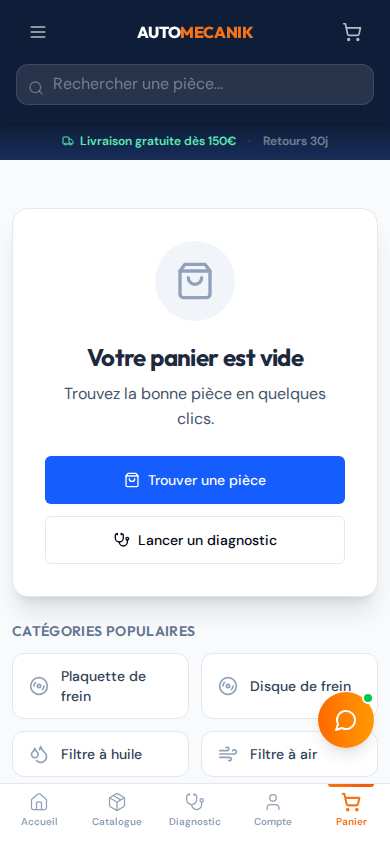 AUTOMECANIK
Rechercher une pièce...
Livraison gratuite dès 150€ · Retours 30j
Votre panier est vide
Trouvez la bonne pièce en quelques
clics.
Trouver une pièce
Lancer un diagnostic
CATÉGORIES POPULAIRES
Plaquette de
frein
Disque de frein
Filtre à huile
Filtre à air
Accueil
Catalogue
Diagnostic
Compte
Panier